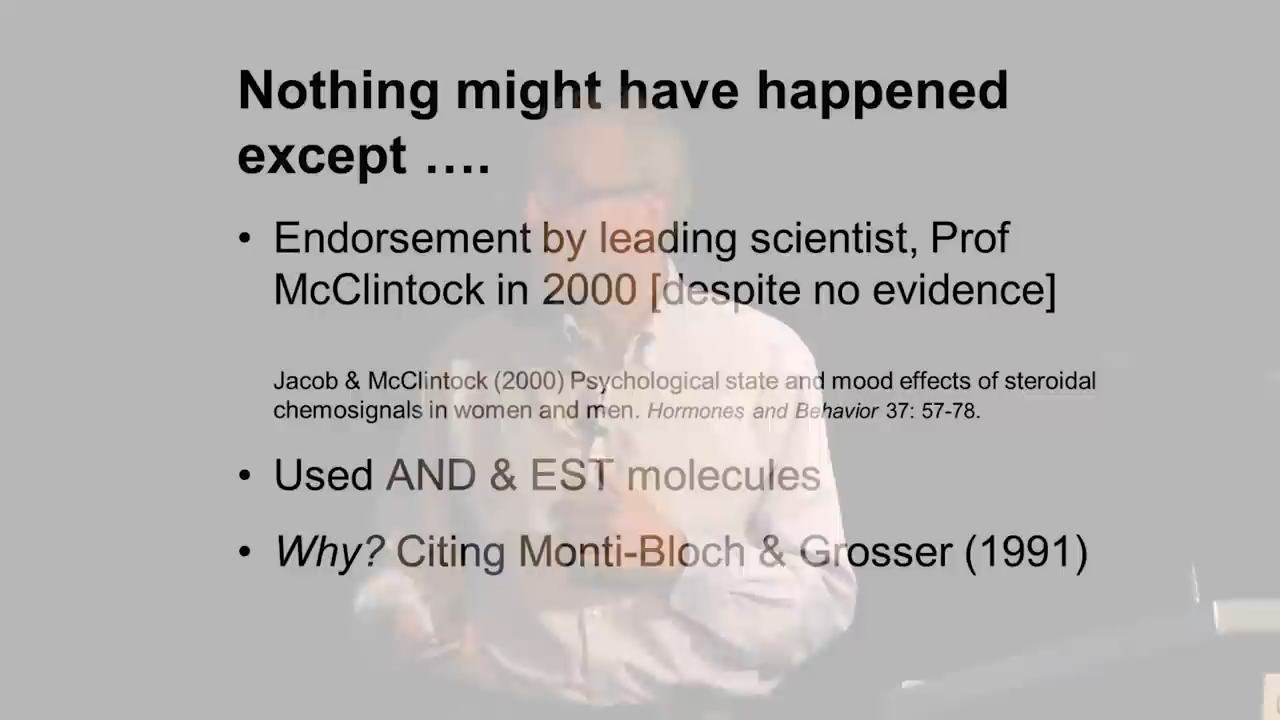 Nothing might have happened
except ….
• Endorsement by leading scientist, Prof
McClintock in 2000 [despite no evidence]
Jacob & McClintock (2000) Psychological state and mood effects of steroidal
chemosignals in women and men. Hormones and Behavior 37: 57-78.
• Used AND & EST molecules
• Why? Citing Monti-Bloch & Grosser (1991)